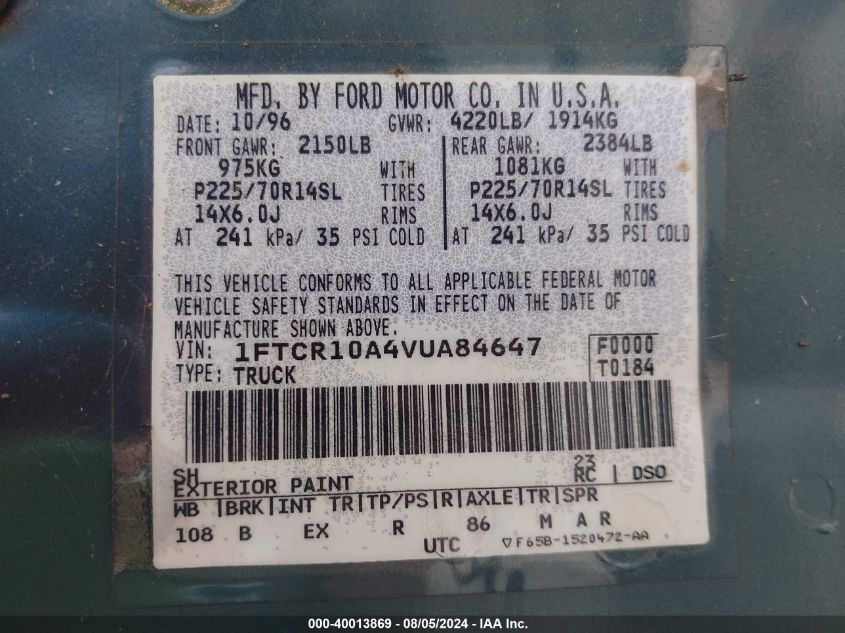 MFD. BY FORD MOTOR CO. IN U.S.A.
DATE: 10/96 GVWR: 4220LB/ 1914KG
FRONT GAWR: 2150LB REAR GAWR: 2384LB
975KG WITH 1081KG WITH
P225/70R14SL TIRES P225/70R14SL TIRES
14X6.0J RIMS 14X6.0J RIMS
AT 241 kPa/ 35 PSI COLD AT 241 kPa/ 35 PSI COLD
THIS VEHICLE CONFORMS TO ALL APPLICABLE FEDERAL MOTOR
VEHICLE SAFETY STANDARDS IN EFFECT ON THE DATE OF
MANUFACTURE SHOWN ABOVE.
VIN: 1FTCR10A4VUA84647 F0000
TYPE: TRUCK T0184
SH 23
EXTERIOR PAINT RC | DSO
WB |BRK|INT TR|TP/PS|R|AXLE|TR|SPR
108 B EX R 86 M A R
UTC ▽F65B-1520472-AA
000-40013869 - 08/05/2024 - IAA Inc.